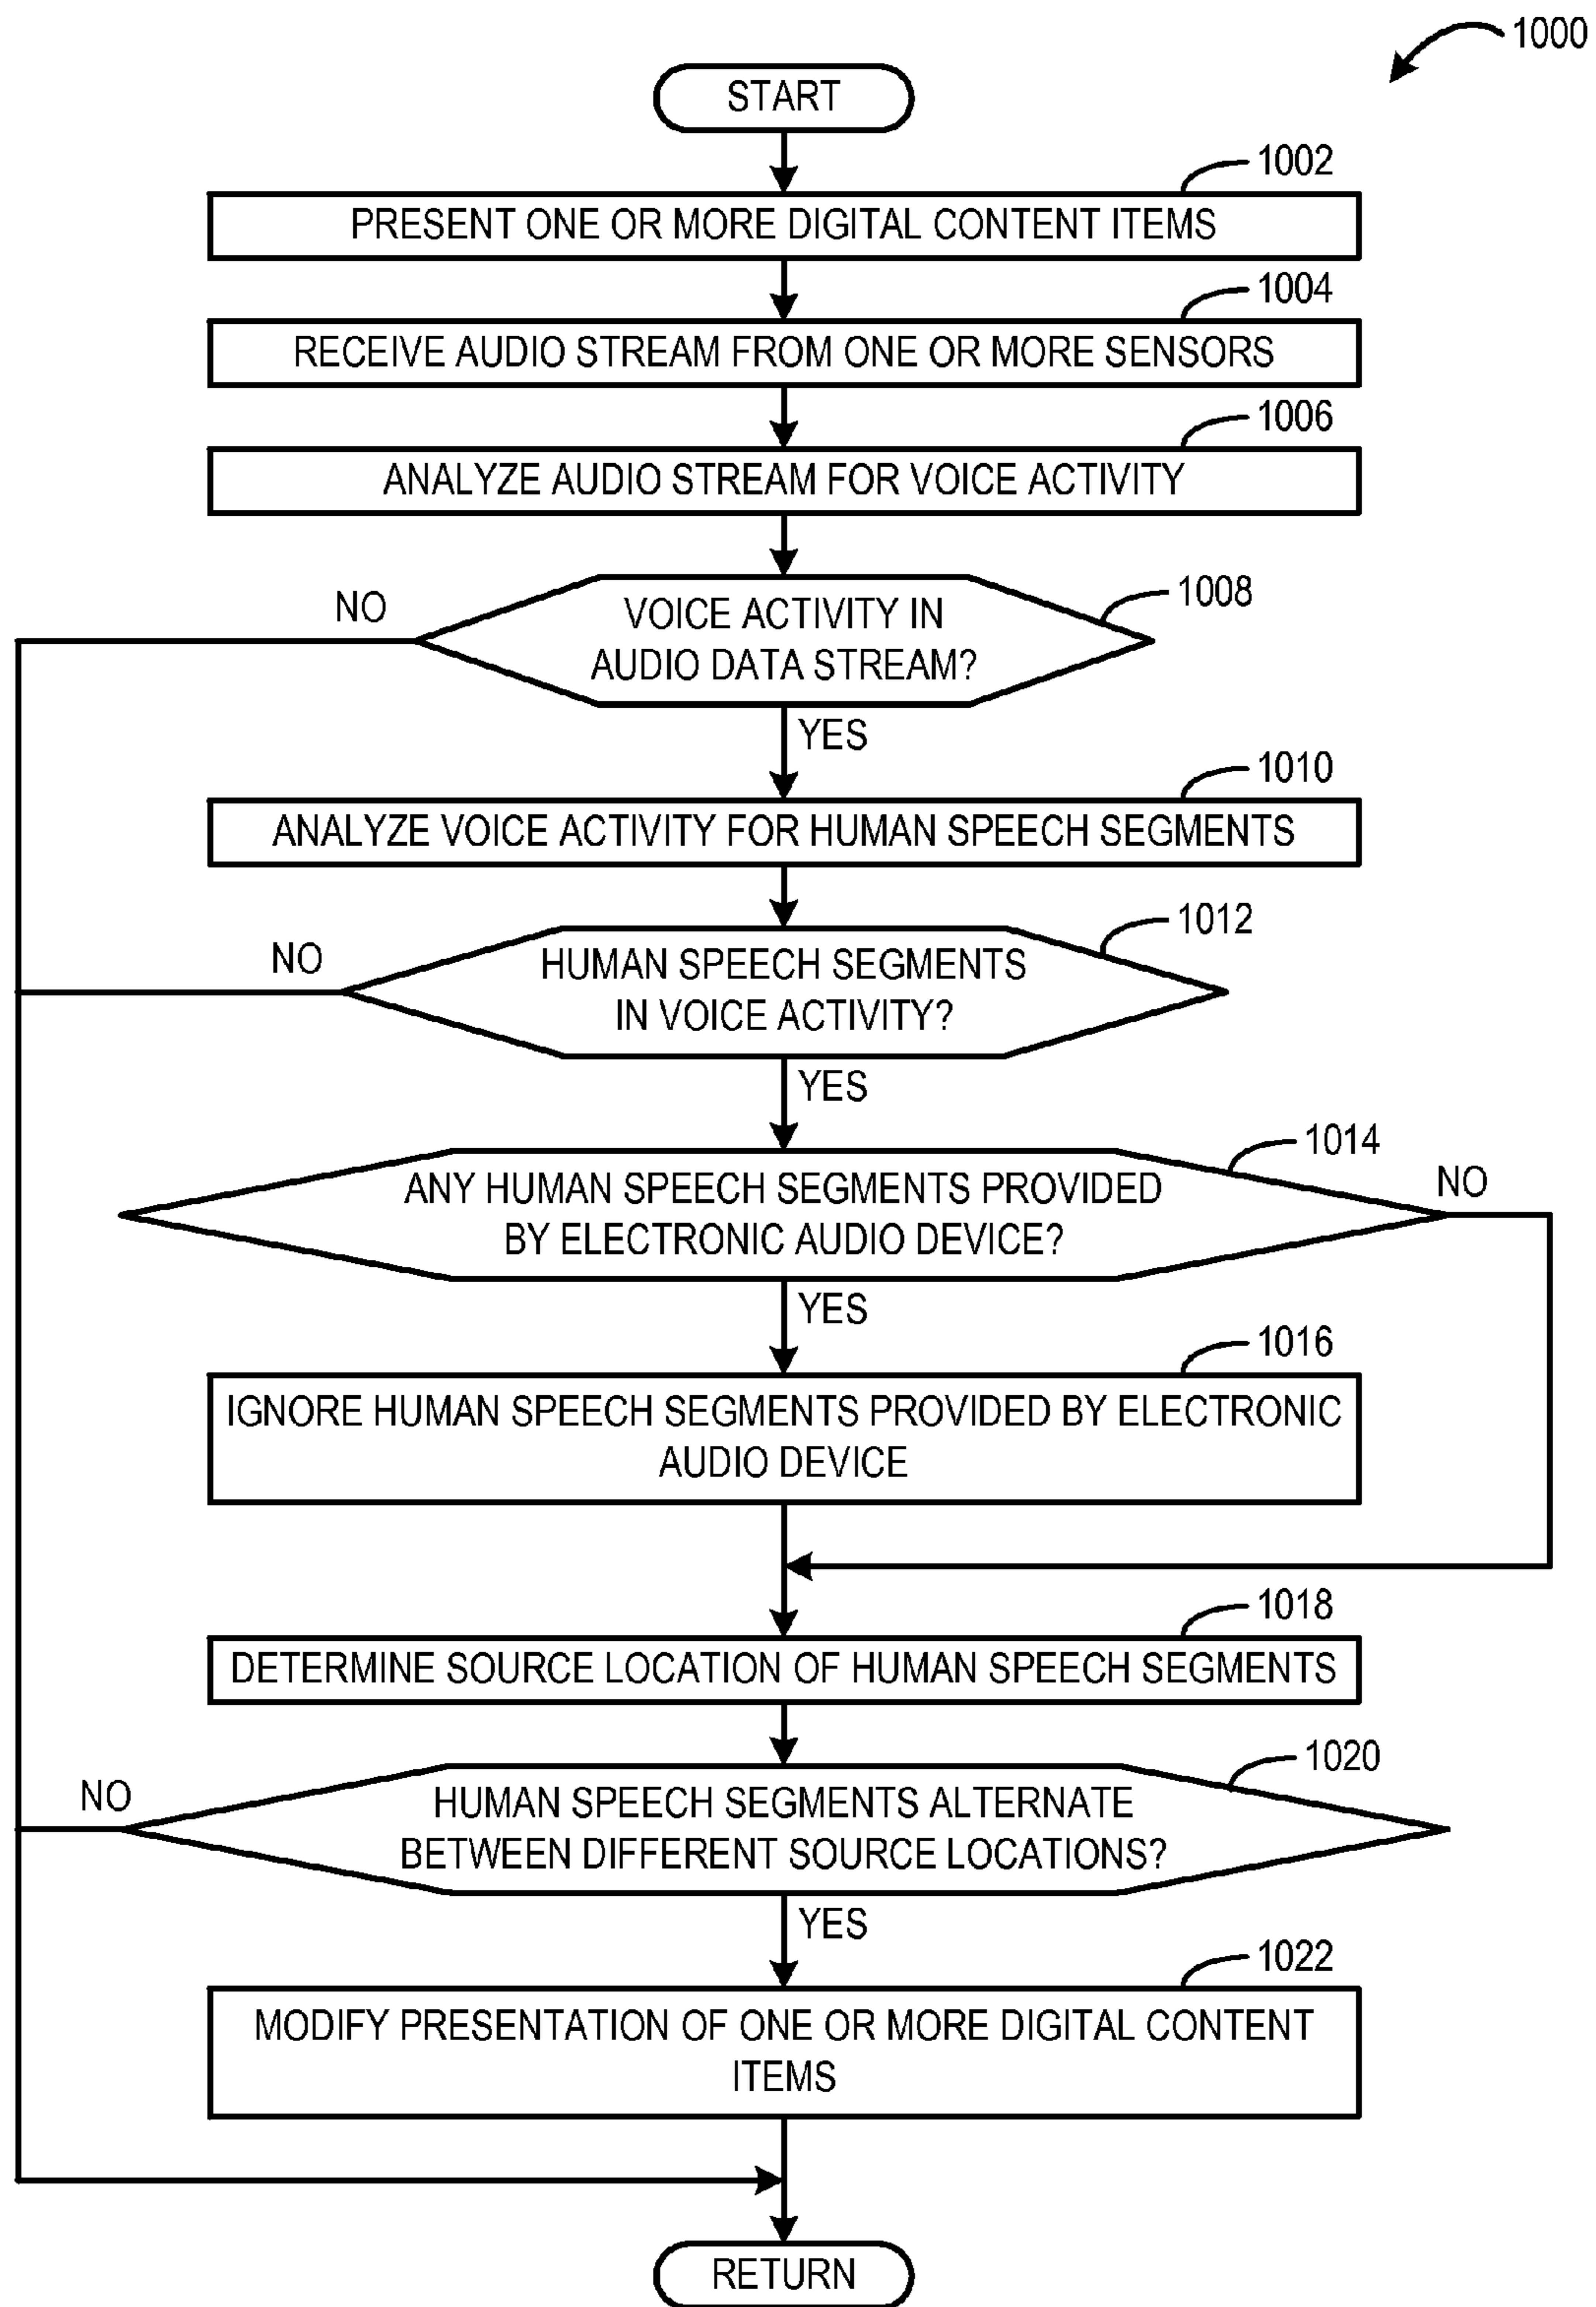 1000
START
1002
PRESENT ONE OR MORE DIGITAL CONTENT ITEMS
1004
RECEIVE AUDIO STREAM FROM ONE OR MORE SENSORS
1006
ANALYZE AUDIO STREAM FOR VOICE ACTIVITY
1008
NO
VOICE ACTIVITY IN
AUDIO DATA STREAM?
YES
1010
ANALYZE VOICE ACTIVITY FOR HUMAN SPEECH SEGMENTS
1012
NO
HUMAN SPEECH SEGMENTS
IN VOICE ACTIVITY?
YES
1014
NO
ANY HUMAN SPEECH SEGMENTS PROVIDED
BY ELECTRONIC AUDIO DEVICE?
YES
1016
IGNORE HUMAN SPEECH SEGMENTS PROVIDED BY ELECTRONIC
AUDIO DEVICE
1018
DETERMINE SOURCE LOCATION OF HUMAN SPEECH SEGMENTS
1020
NO
HUMAN SPEECH SEGMENTS ALTERNATE
BETWEEN DIFFERENT SOURCE LOCATIONS?
YES
1022
MODIFY PRESENTATION OF ONE OR MORE DIGITAL CONTENT
ITEMS
RETURN